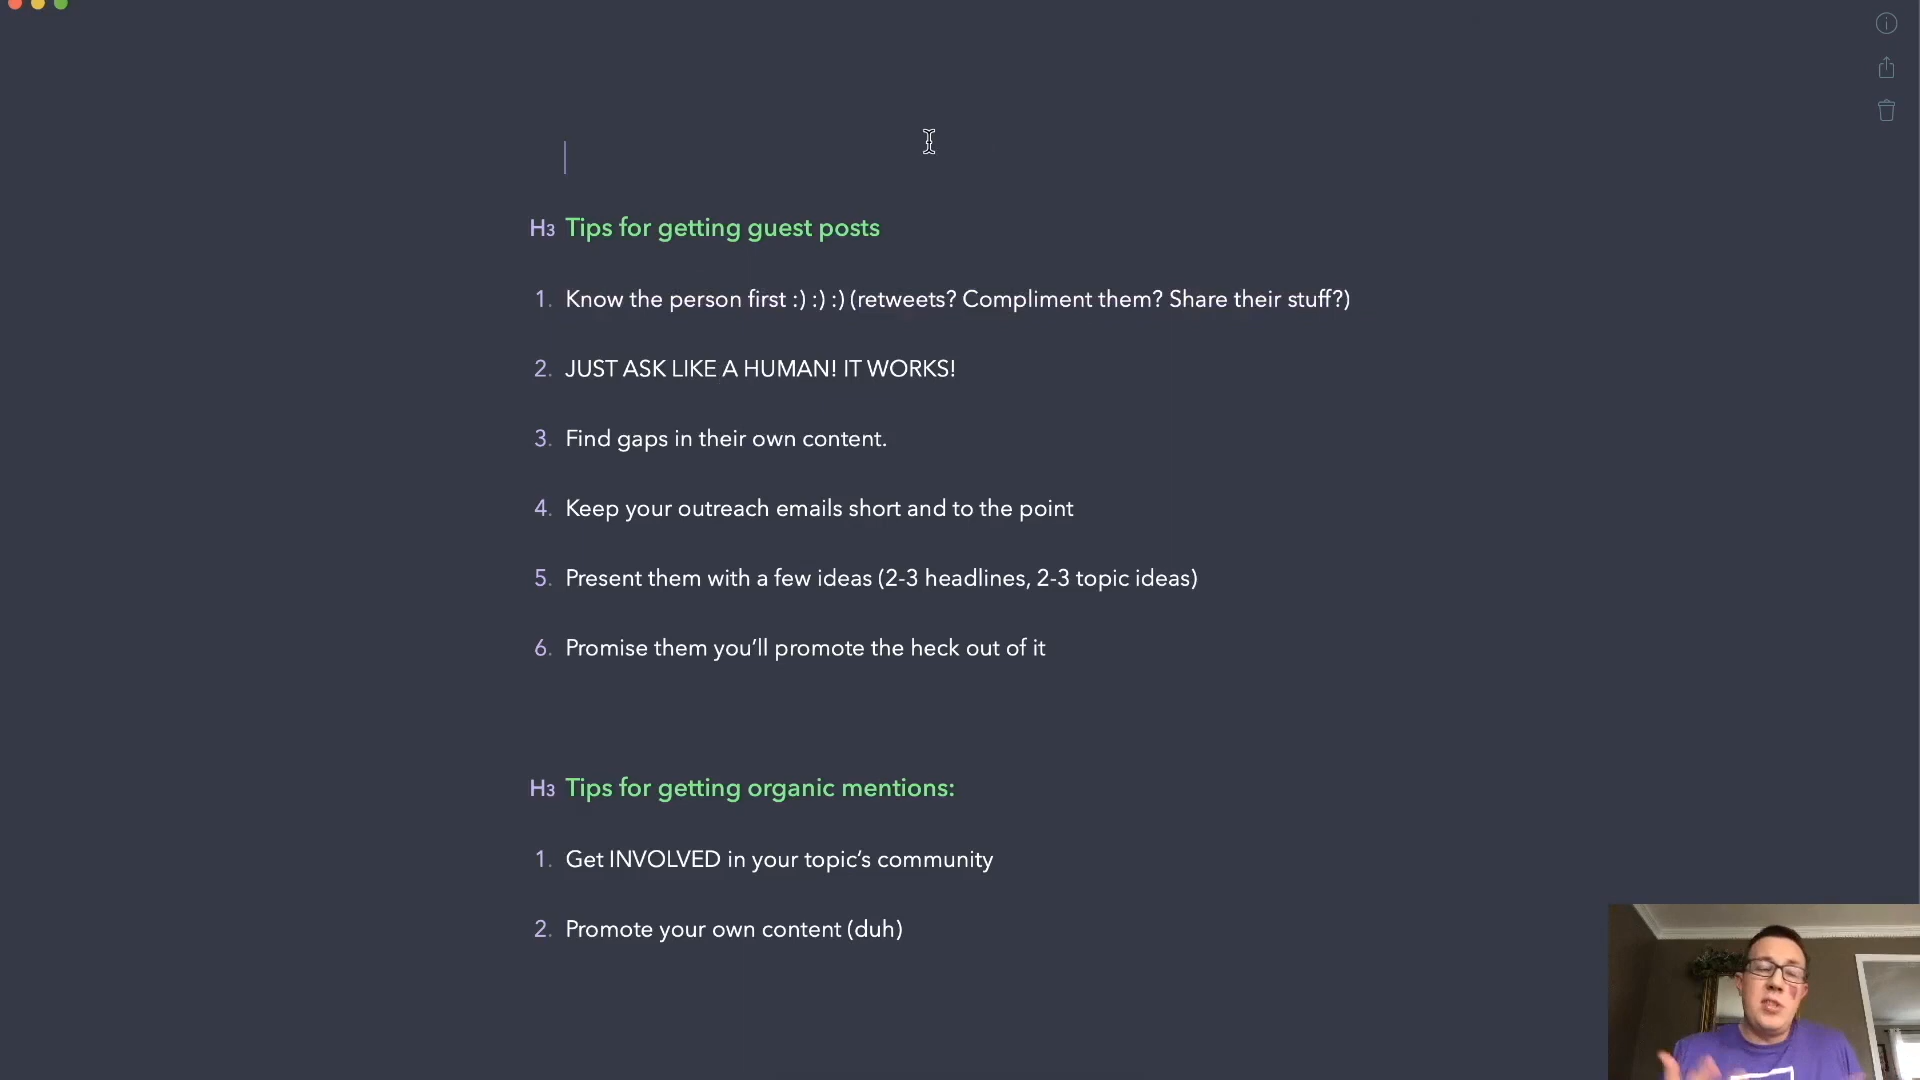 H3 Tips for getting guest posts
1. Know the person first :) :) :) (retweets? Compliment them? Share their stuff?)
2. JUST ASK LIKE A HUMAN! IT WORKS!
3. Find gaps in their own content.
4. Keep your outreach emails short and to the point
5. Present them with a few ideas (2-3 headlines, 2-3 topic ideas)
6. Promise them you’ll promote the heck out of it
H3 Tips for getting organic mentions:
1. Get INVOLVED in your topic’s community
2. Promote your own content (duh)